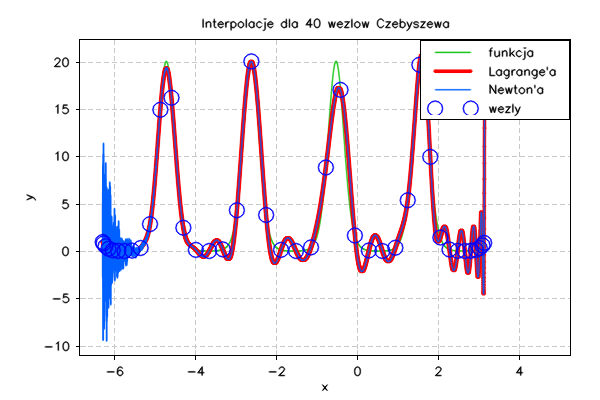 Interpolacje dla 40 wezlow Czebyszewa
funkcja
Lagrange'a
Newton'a
wezly
20
15
10
5
0
−5
−10
y
−6 −4 −2 0 2 4
x